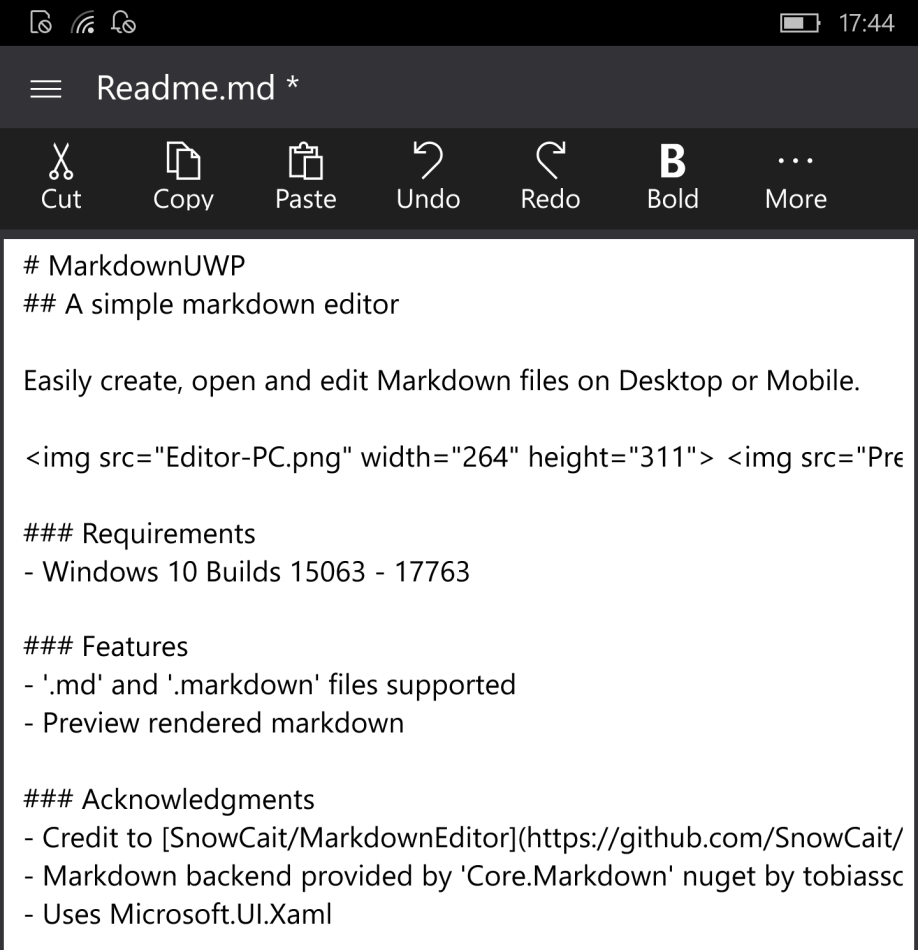 17:44
Readme.md *
Cut Copy Paste Undo Redo B Bold More
# MarkdownUWP
## A simple markdown editor
Easily create, open and edit Markdown files on Desktop or Mobile.
<img src="Editor-PC.png" width="264" height="311"> <img src="Pre
### Requirements
- Windows 10 Builds 15063 - 17763
### Features
- '.md' and '.markdown' files supported
- Preview rendered markdown
### Acknowledgments
- Credit to [SnowCait/MarkdownEditor](https://github.com/SnowCait/
- Markdown backend provided by 'Core.Markdown' nuget by tobiassc
- Uses Microsoft.UI.Xaml